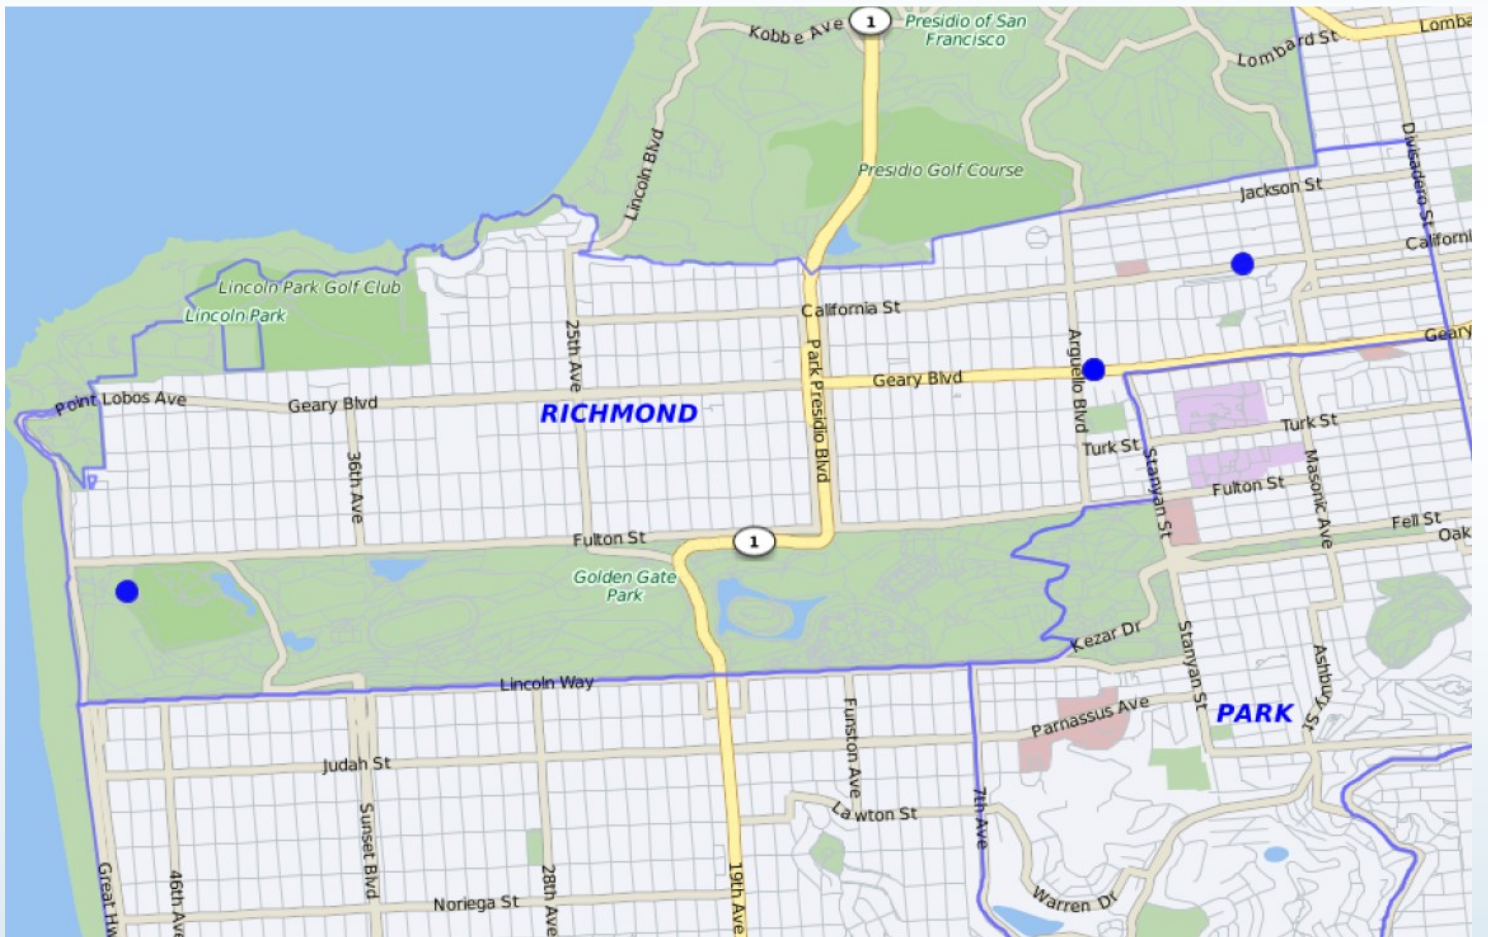 1
Presidio of San
Francisco
Kobbe Ave
Lombard St
Lomba
Lincoln Blvd
Presidio Golf Course
Divisadero St
Jackson St
Californi
Lincoln Park Golf Club
Lincoln Park
California St
25th Ave
Park Presidio Blvd
Arguello Blvd
Geary
Geary Blvd
Point Lobos Ave
Geary Blvd
RICHMOND
Turk St
Turk St
36th Ave
Stanyan St
Masonic Ave
Fulton St
Fell St
Oak
Fulton St
1
Golden Gate
Park
Kezar Dr
Stanyan St
Ashbury St
Lincoln Way
PARK
Parnassus Ave
Funston Ave
Judah St
7th Ave
Lawton St
Sunset Blvd
Great Hw
46th Ave
28th Ave
19th Ave
Noriega St
Warren Dr